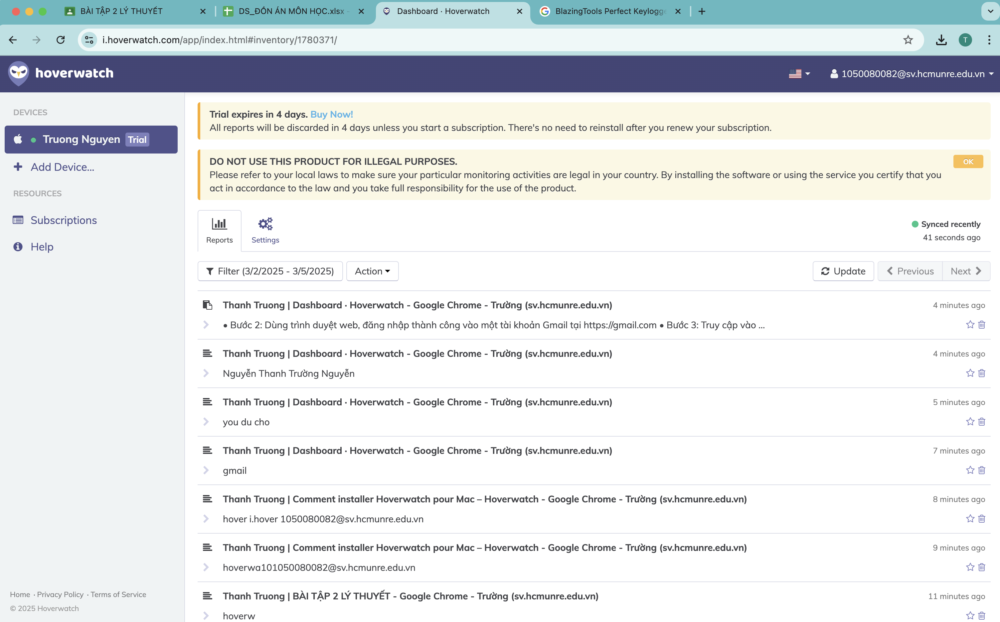 BÀI TẬP 2 LÝ THUYẾT
DS_ĐỒN ÁN MÔN HỌC.xlsx -
Dashboard · Hoverwatch
BlazingTools Perfect Keylogge
i.hoverwatch.com/app/index.html#inventory/1780371/
T
hoverwatch
1050080082@sv.hcmunre.edu.vn
DEVICES
Truong Nguyen Trial
Add Device...
RESOURCES
Subscriptions
Help
Trial expires in 4 days. Buy Now!
All reports will be discarded in 4 days unless you start a subscription. There's no need to reinstall after you renew your subscription.
DO NOT USE THIS PRODUCT FOR ILLEGAL PURPOSES.
OK
Please refer to your local laws to make sure your particular monitoring activities are legal in your country. By installing the software or using the service you certify that you
act in accordance to the law and you take full responsibility for the use of the product.
Reports
Settings
Synced recently
41 seconds ago
Filter (3/2/2025 - 3/5/2025)
Action
Update
Previous
Next
Thanh Truong | Dashboard · Hoverwatch - Google Chrome - Trường (sv.hcmunre.edu.vn)
4 minutes ago
• Bước 2: Dùng trình duyệt web, đăng nhập thành công vào một tài khoản Gmail tại https://gmail.com • Bước 3: Truy cập vào ...
Thanh Truong | Dashboard · Hoverwatch - Google Chrome - Trường (sv.hcmunre.edu.vn)
4 minutes ago
Nguyễn Thanh Trường Nguyễn
Thanh Truong | Dashboard · Hoverwatch - Google Chrome - Trường (sv.hcmunre.edu.vn)
5 minutes ago
you du cho
Thanh Truong | Dashboard · Hoverwatch - Google Chrome - Trường (sv.hcmunre.edu.vn)
7 minutes ago
gmail
Thanh Truong | Comment installer Hoverwatch pour Mac – Hoverwatch - Google Chrome - Trường (sv.hcmunre.edu.vn)
8 minutes ago
hover i.hover 1050080082@sv.hcmunre.edu.vn
Thanh Truong | Comment installer Hoverwatch pour Mac – Hoverwatch - Google Chrome - Trường (sv.hcmunre.edu.vn)
9 minutes ago
hoverwa101050080082@sv.hcmunre.edu.vn
Thanh Truong | BÀI TẬP 2 LÝ THUYẾT - Google Chrome - Trường (sv.hcmunre.edu.vn)
11 minutes ago
hoverw
Home · Privacy Policy · Terms of Service
© 2025 Hoverwatch